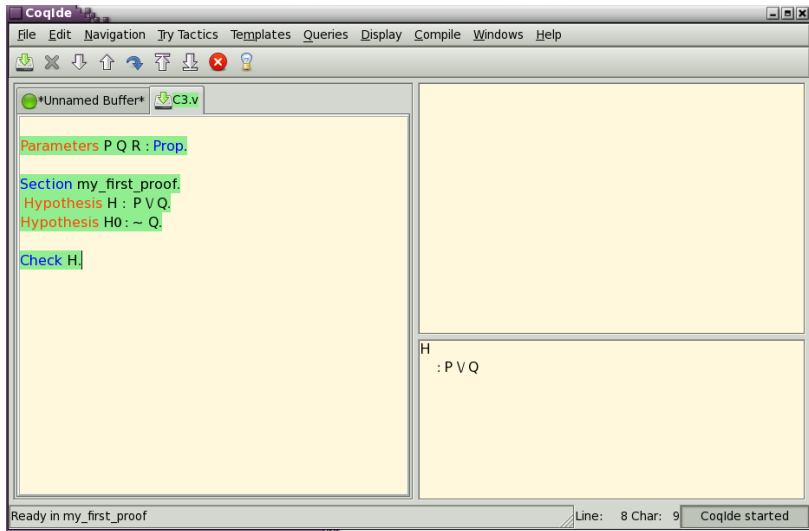 CoqIde
File Edit Navigation Try Tactics Templates Queries Display Compile Windows Help
*Unnamed Buffer* C3.v
Parameters P Q R : Prop.
Section my_first_proof.
Hypothesis H : P \/ Q.
Hypothesis H0 : ~ Q.
Check H.
H
: P \/ Q
Ready in my_first_proof
Line: 8 Char: 9 CoqIde started